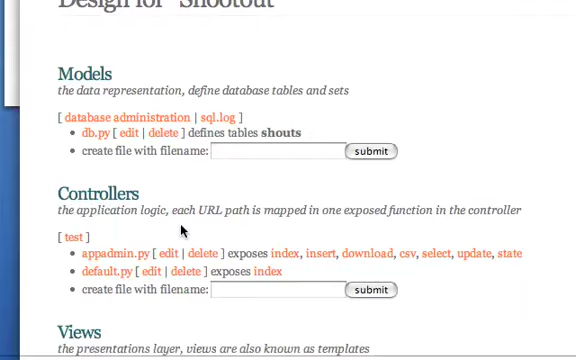 Design for "Shootout"
Models
the data representation, define database tables and sets
[ database administration | sql.log ]
• db.py [ edit | delete ] defines tables shouts
• create file with filename: submit
Controllers
the application logic, each URL path is mapped in one exposed function in the controller
[ test ]
• appadmin.py [ edit | delete ] exposes index, insert, download, csv, select, update, state
• default.py [ edit | delete ] exposes index
• create file with filename: submit
Views
the presentations layer, views are also known as templates